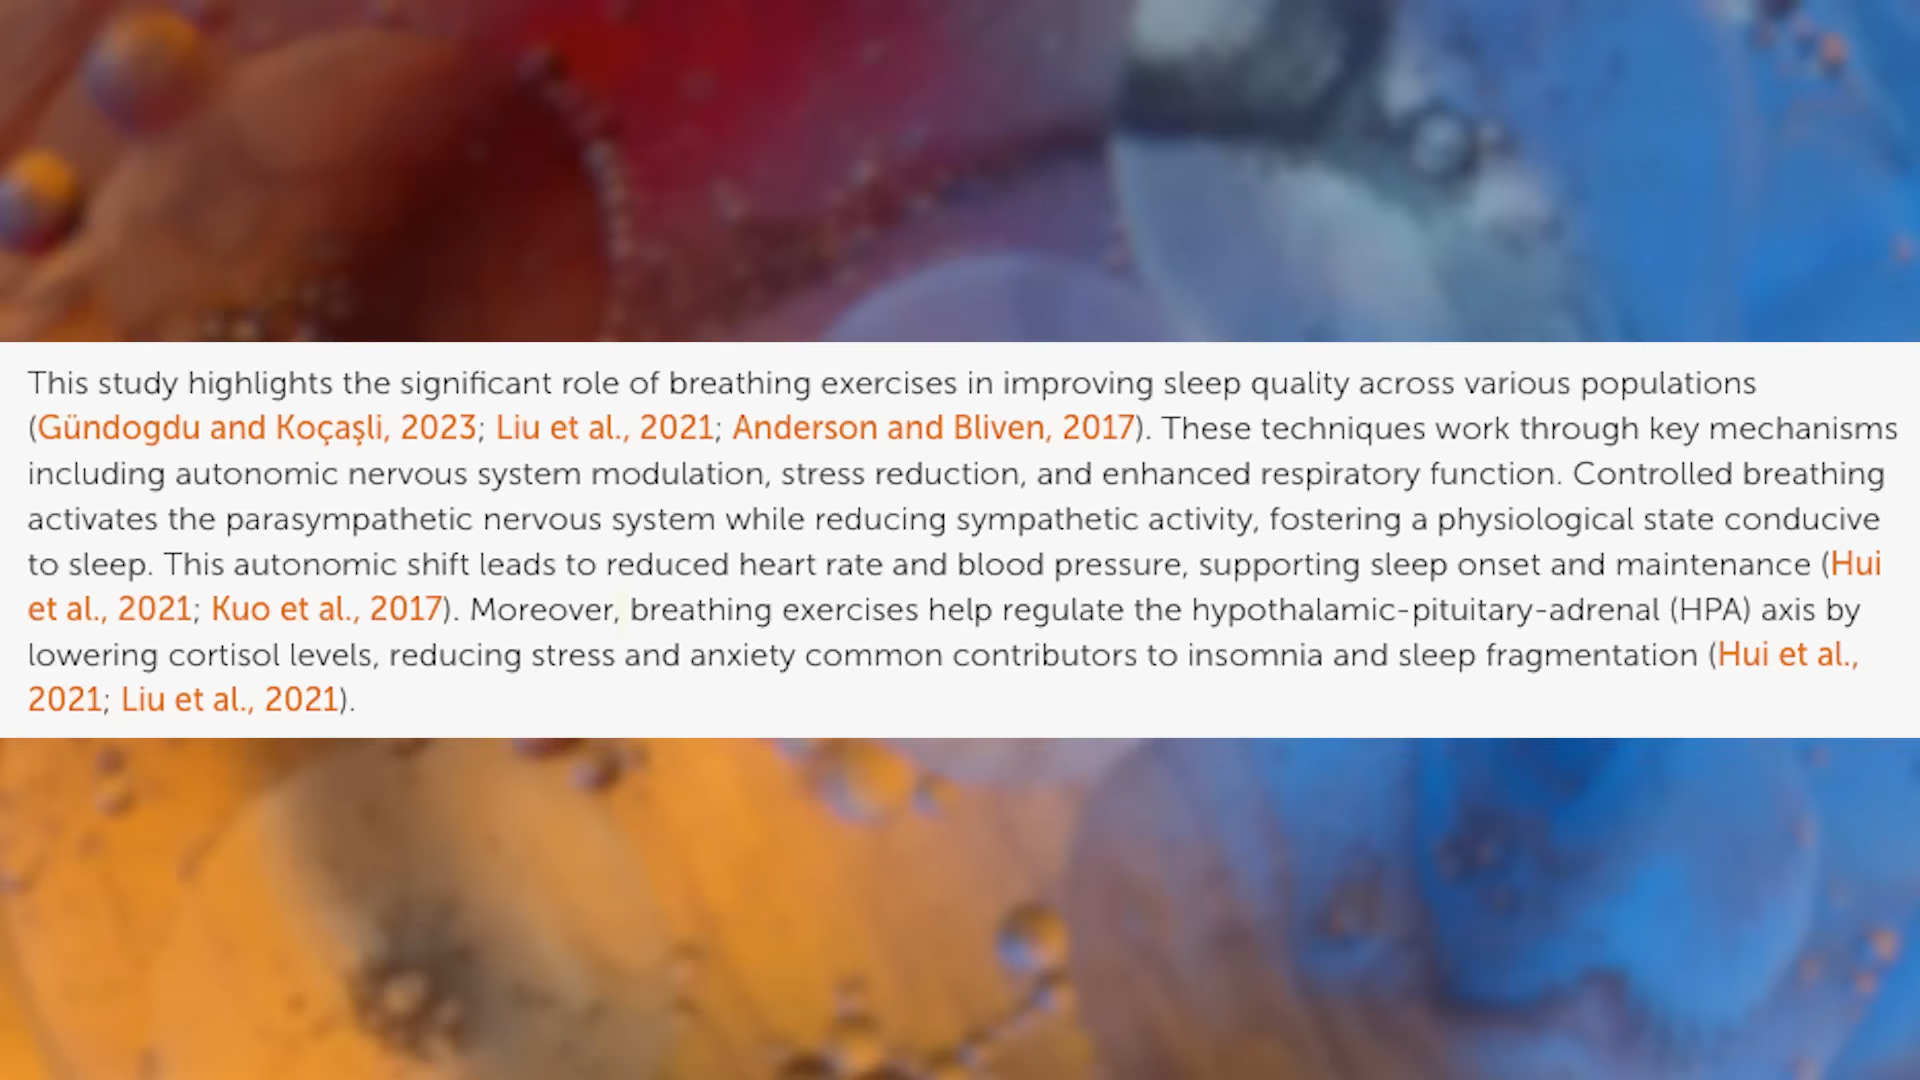 This study highlights the significant role of breathing exercises in improving sleep quality across various populations
(Gündogdu and Koçaşli, 2023; Liu et al., 2021; Anderson and Bliven, 2017). These techniques work through key mechanisms
including autonomic nervous system modulation, stress reduction, and enhanced respiratory function. Controlled breathing
activates the parasympathetic nervous system while reducing sympathetic activity, fostering a physiological state conducive
to sleep. This autonomic shift leads to reduced heart rate and blood pressure, supporting sleep onset and maintenance (Hui
et al., 2021; Kuo et al., 2017). Moreover, breathing exercises help regulate the hypothalamic-pituitary-adrenal (HPA) axis by
lowering cortisol levels, reducing stress and anxiety common contributors to insomnia and sleep fragmentation (Hui et al.,
2021; Liu et al., 2021).